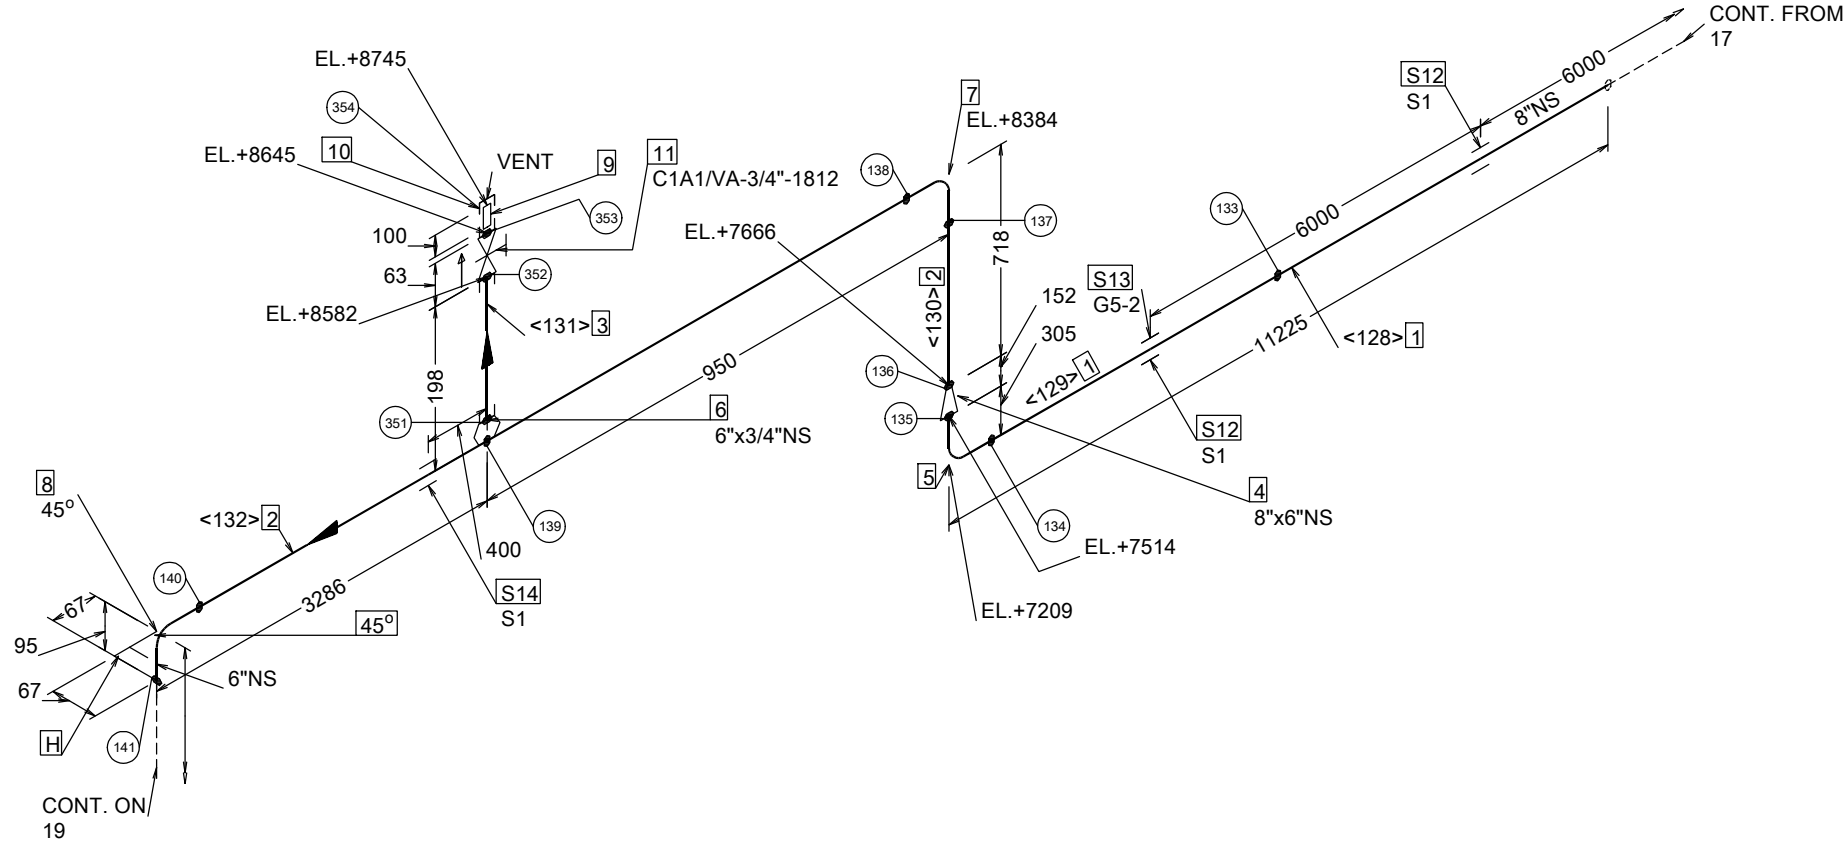 CONT. FROM
17
6000
S12
S1
8"NS
EL.+8745
354
7
EL.+8384
10
EL.+8645
VENT
9
11
C1A1/VA-3/4"-1812
138
353
137
133
6000
EL.+7666
718
100
63
352
EL.+8582
<131>3
S13
G5-2
152
305
<130>2
11225
<128>1
950
136
<129>1
198
351
6
6"x3/4"NS
135
S12
S1
8
45°
5
4
8"x6"NS
<132>2
139
134
400
EL.+7514
140
3286
S14
S1
EL.+7209
67
95
45°
6"NS
67
H
141
CONT. ON
19